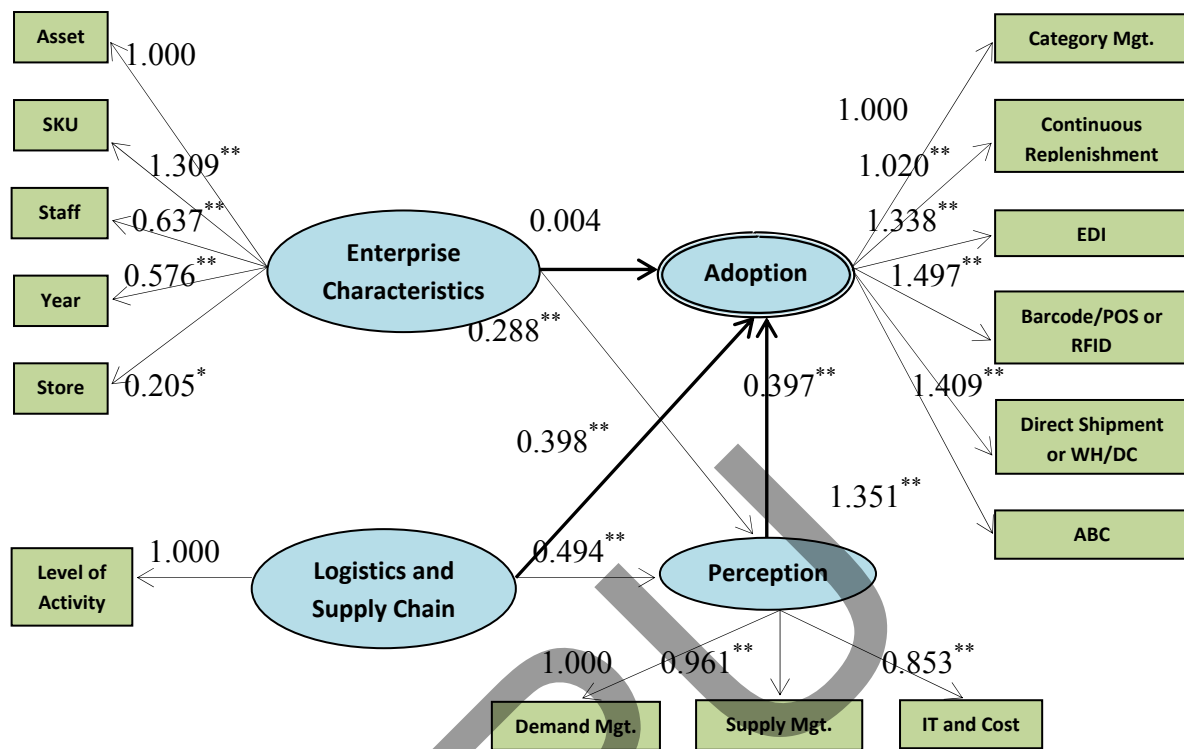 Asset
1.000
SKU
1.309**
Staff
0.637**
Year
0.576**
Store
0.205*
Enterprise
Characteristics
0.004
0.288**
Adoption
1.000
Category Mgt.
1.020**
Continuous
Replenishment
1.338**
EDI
1.497**
Barcode/POS or
RFID
1.409**
Direct Shipment
or WH/DC
1.351**
ABC
0.398**
0.397**
Level of
Activity
1.000
Logistics and
Supply Chain
0.494**
Perception
1.000
0.961**
0.853**
Demand Mgt.
Supply Mgt.
IT and Cost